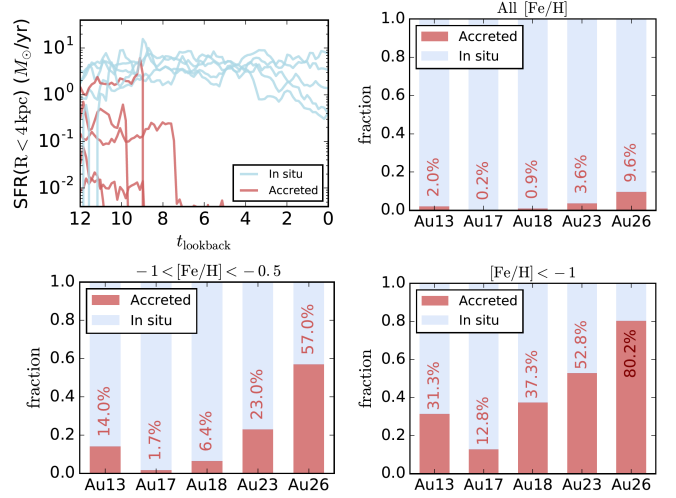 SFR(R < 4 kpc) (M⊙/yr)
10^1
10^0
10^-1
10^-2
In situ
Accreted
12 10 8 6 4 2 0
t_lookback
All [Fe/H]
fraction
1.0
0.8
0.6
0.4
0.2
0.0
Accreted
In situ
2.0% 0.2% 0.9% 3.6% 9.6%
Au13 Au17 Au18 Au23 Au26
−1 < [Fe/H] < −0.5
fraction
1.0
0.8
0.6
0.4
0.2
0.0
Accreted
In situ
14.0% 1.7% 6.4% 23.0% 57.0%
Au13 Au17 Au18 Au23 Au26
[Fe/H] < −1
fraction
1.0
0.8
0.6
0.4
0.2
0.0
Accreted
In situ
31.3% 12.8% 37.3% 52.8% 80.2%
Au13 Au17 Au18 Au23 Au26